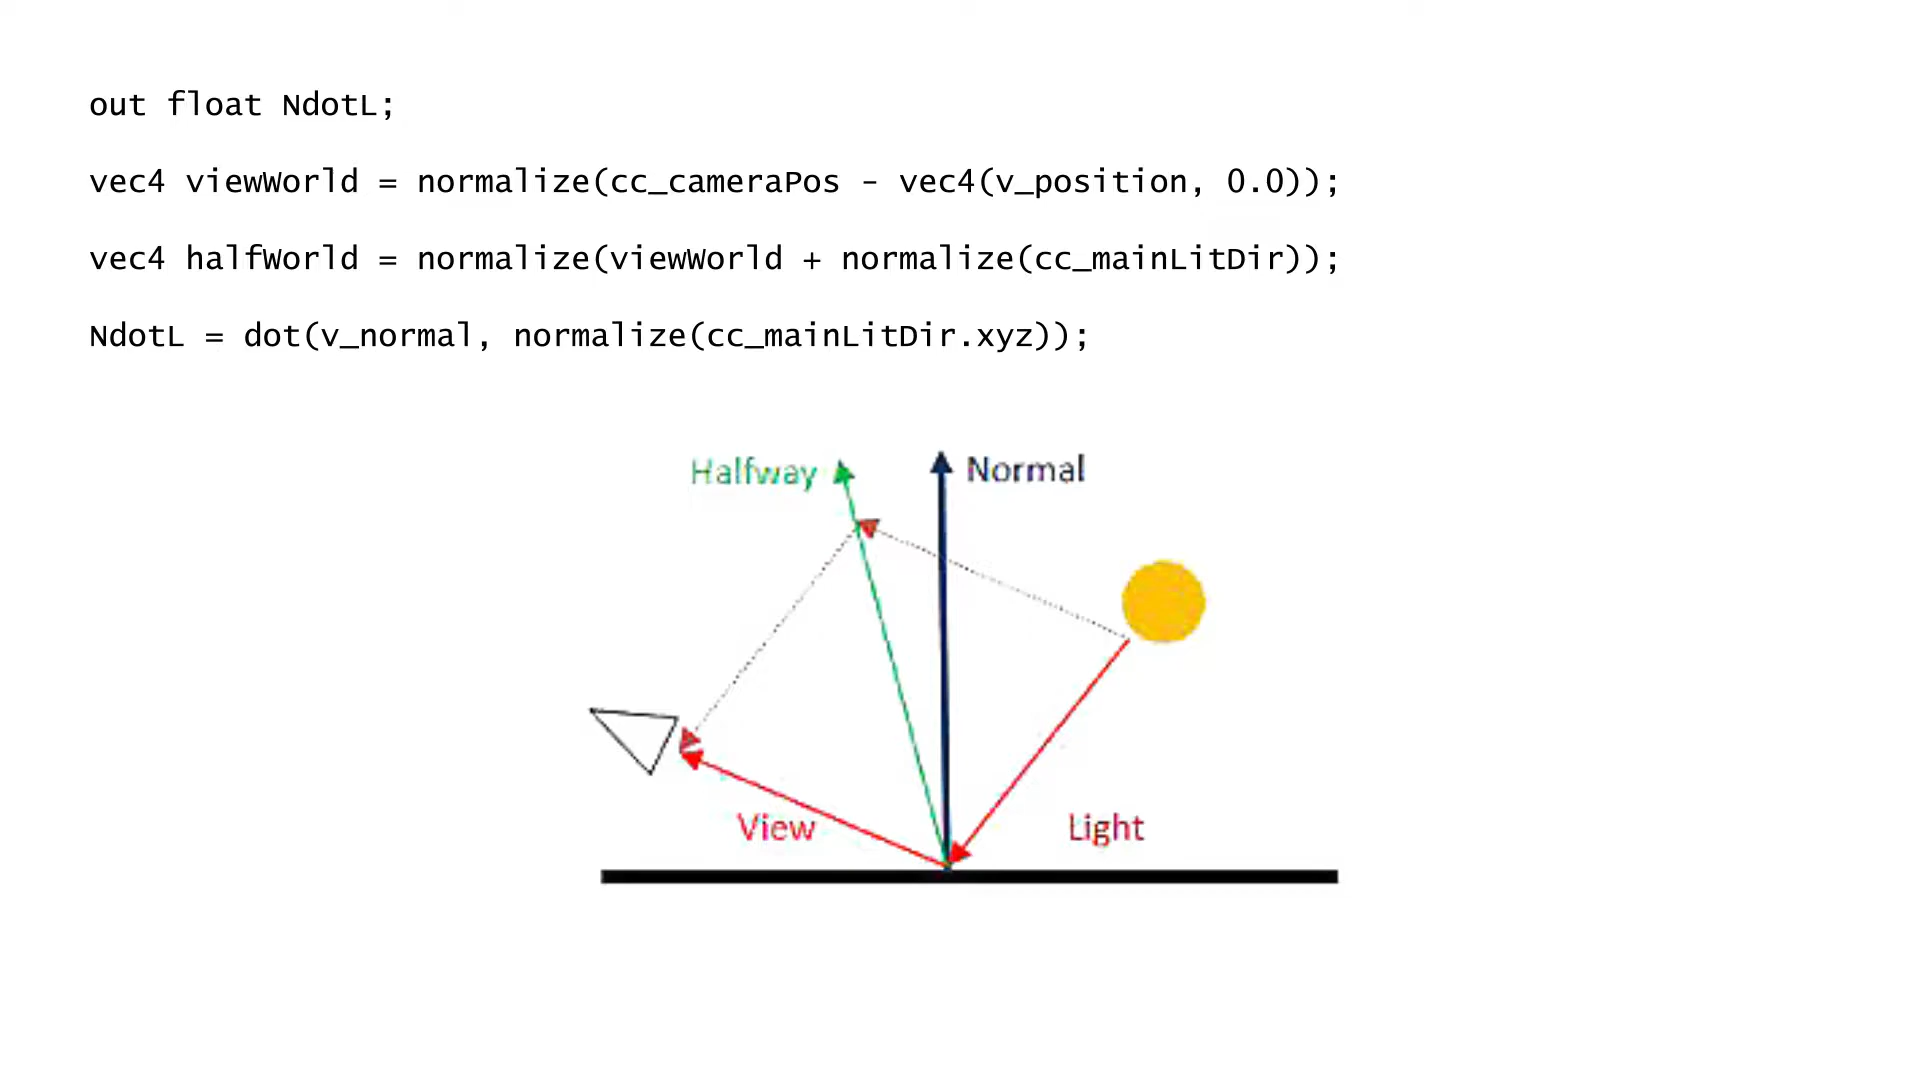 out float NdotL;
vec4 viewWorld = normalize(cc_cameraPos - vec4(v_position, 0.0));
vec4 halfWorld = normalize(viewWorld + normalize(cc_mainLitDir));
NdotL = dot(v_normal, normalize(cc_mainLitDir.xyz));
Halfway
Normal
View
Light